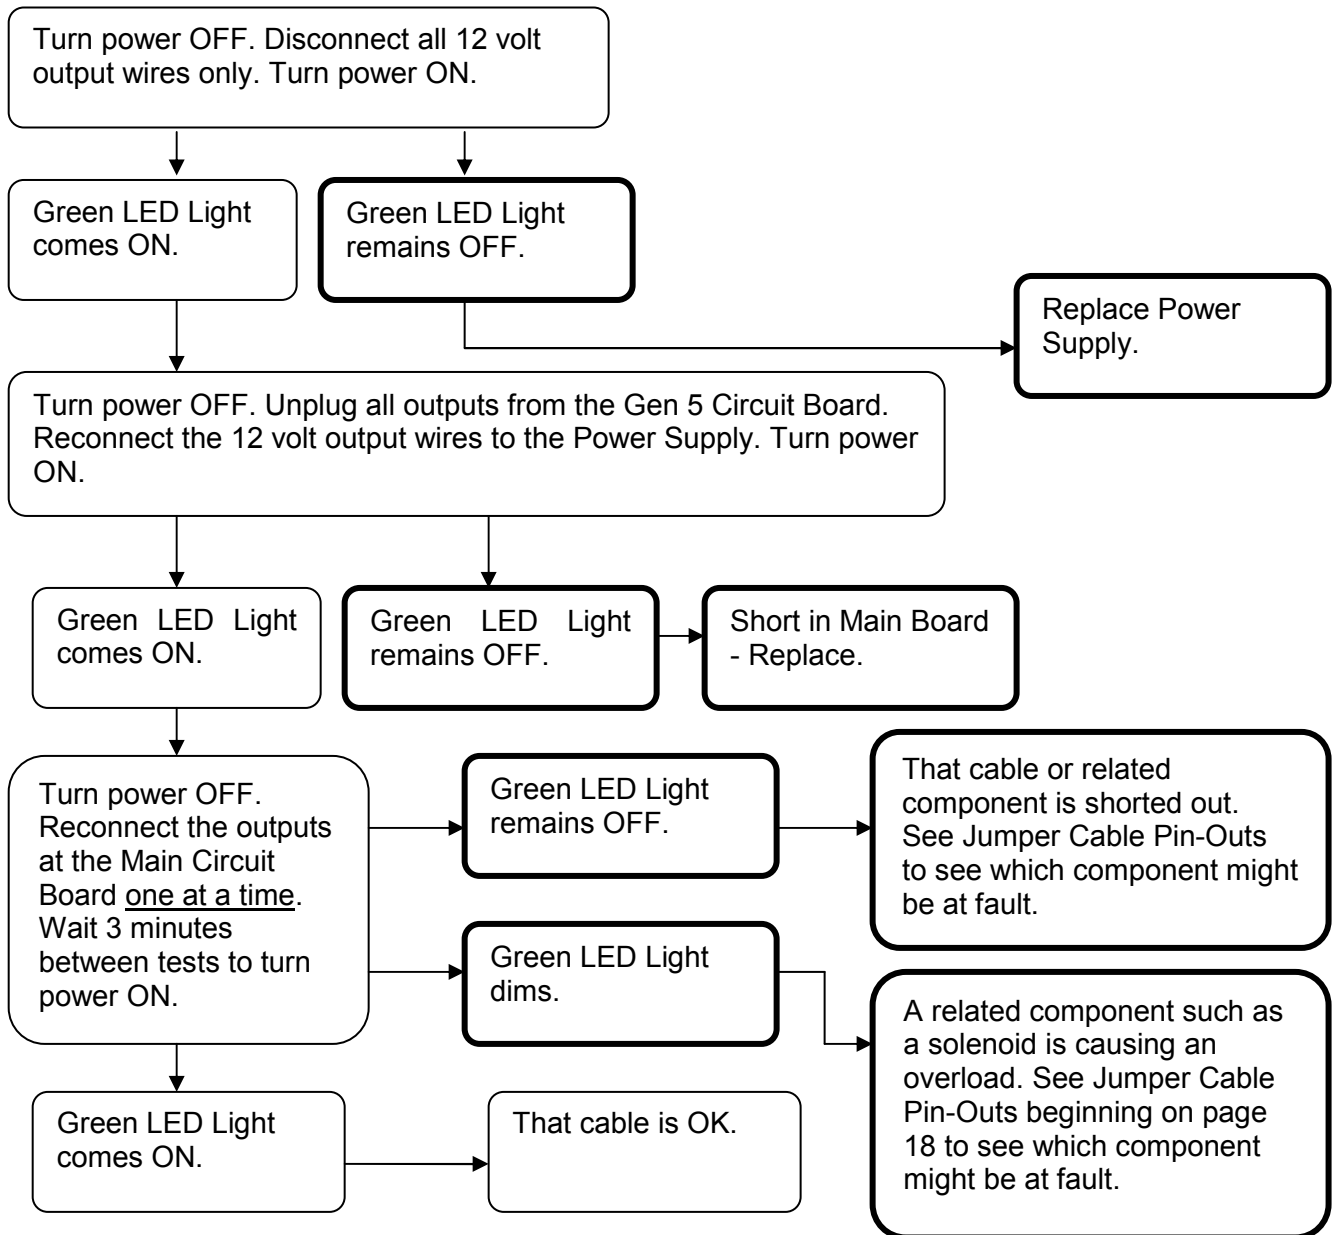 Turn power OFF. Disconnect all 12 volt
output wires only. Turn power ON.
Green LED Light
comes ON.
Green LED Light
remains OFF.
Replace Power
Supply.
Turn power OFF. Unplug all outputs from the Gen 5 Circuit Board.
Reconnect the 12 volt output wires to the Power Supply. Turn power
ON.
Green LED Light
comes ON.
Green LED Light
remains OFF.
Short in Main Board
- Replace.
Turn power OFF.
Reconnect the outputs
at the Main Circuit
Board one at a time.
Wait 3 minutes
between tests to turn
power ON.
Green LED Light
remains OFF.
That cable or related
component is shorted out.
See Jumper Cable Pin-Outs
to see which component might
be at fault.
Green LED Light
dims.
A related component such as
a solenoid is causing an
overload. See Jumper Cable
Pin-Outs beginning on page
18 to see which component
might be at fault.
Green LED Light
comes ON.
That cable is OK.